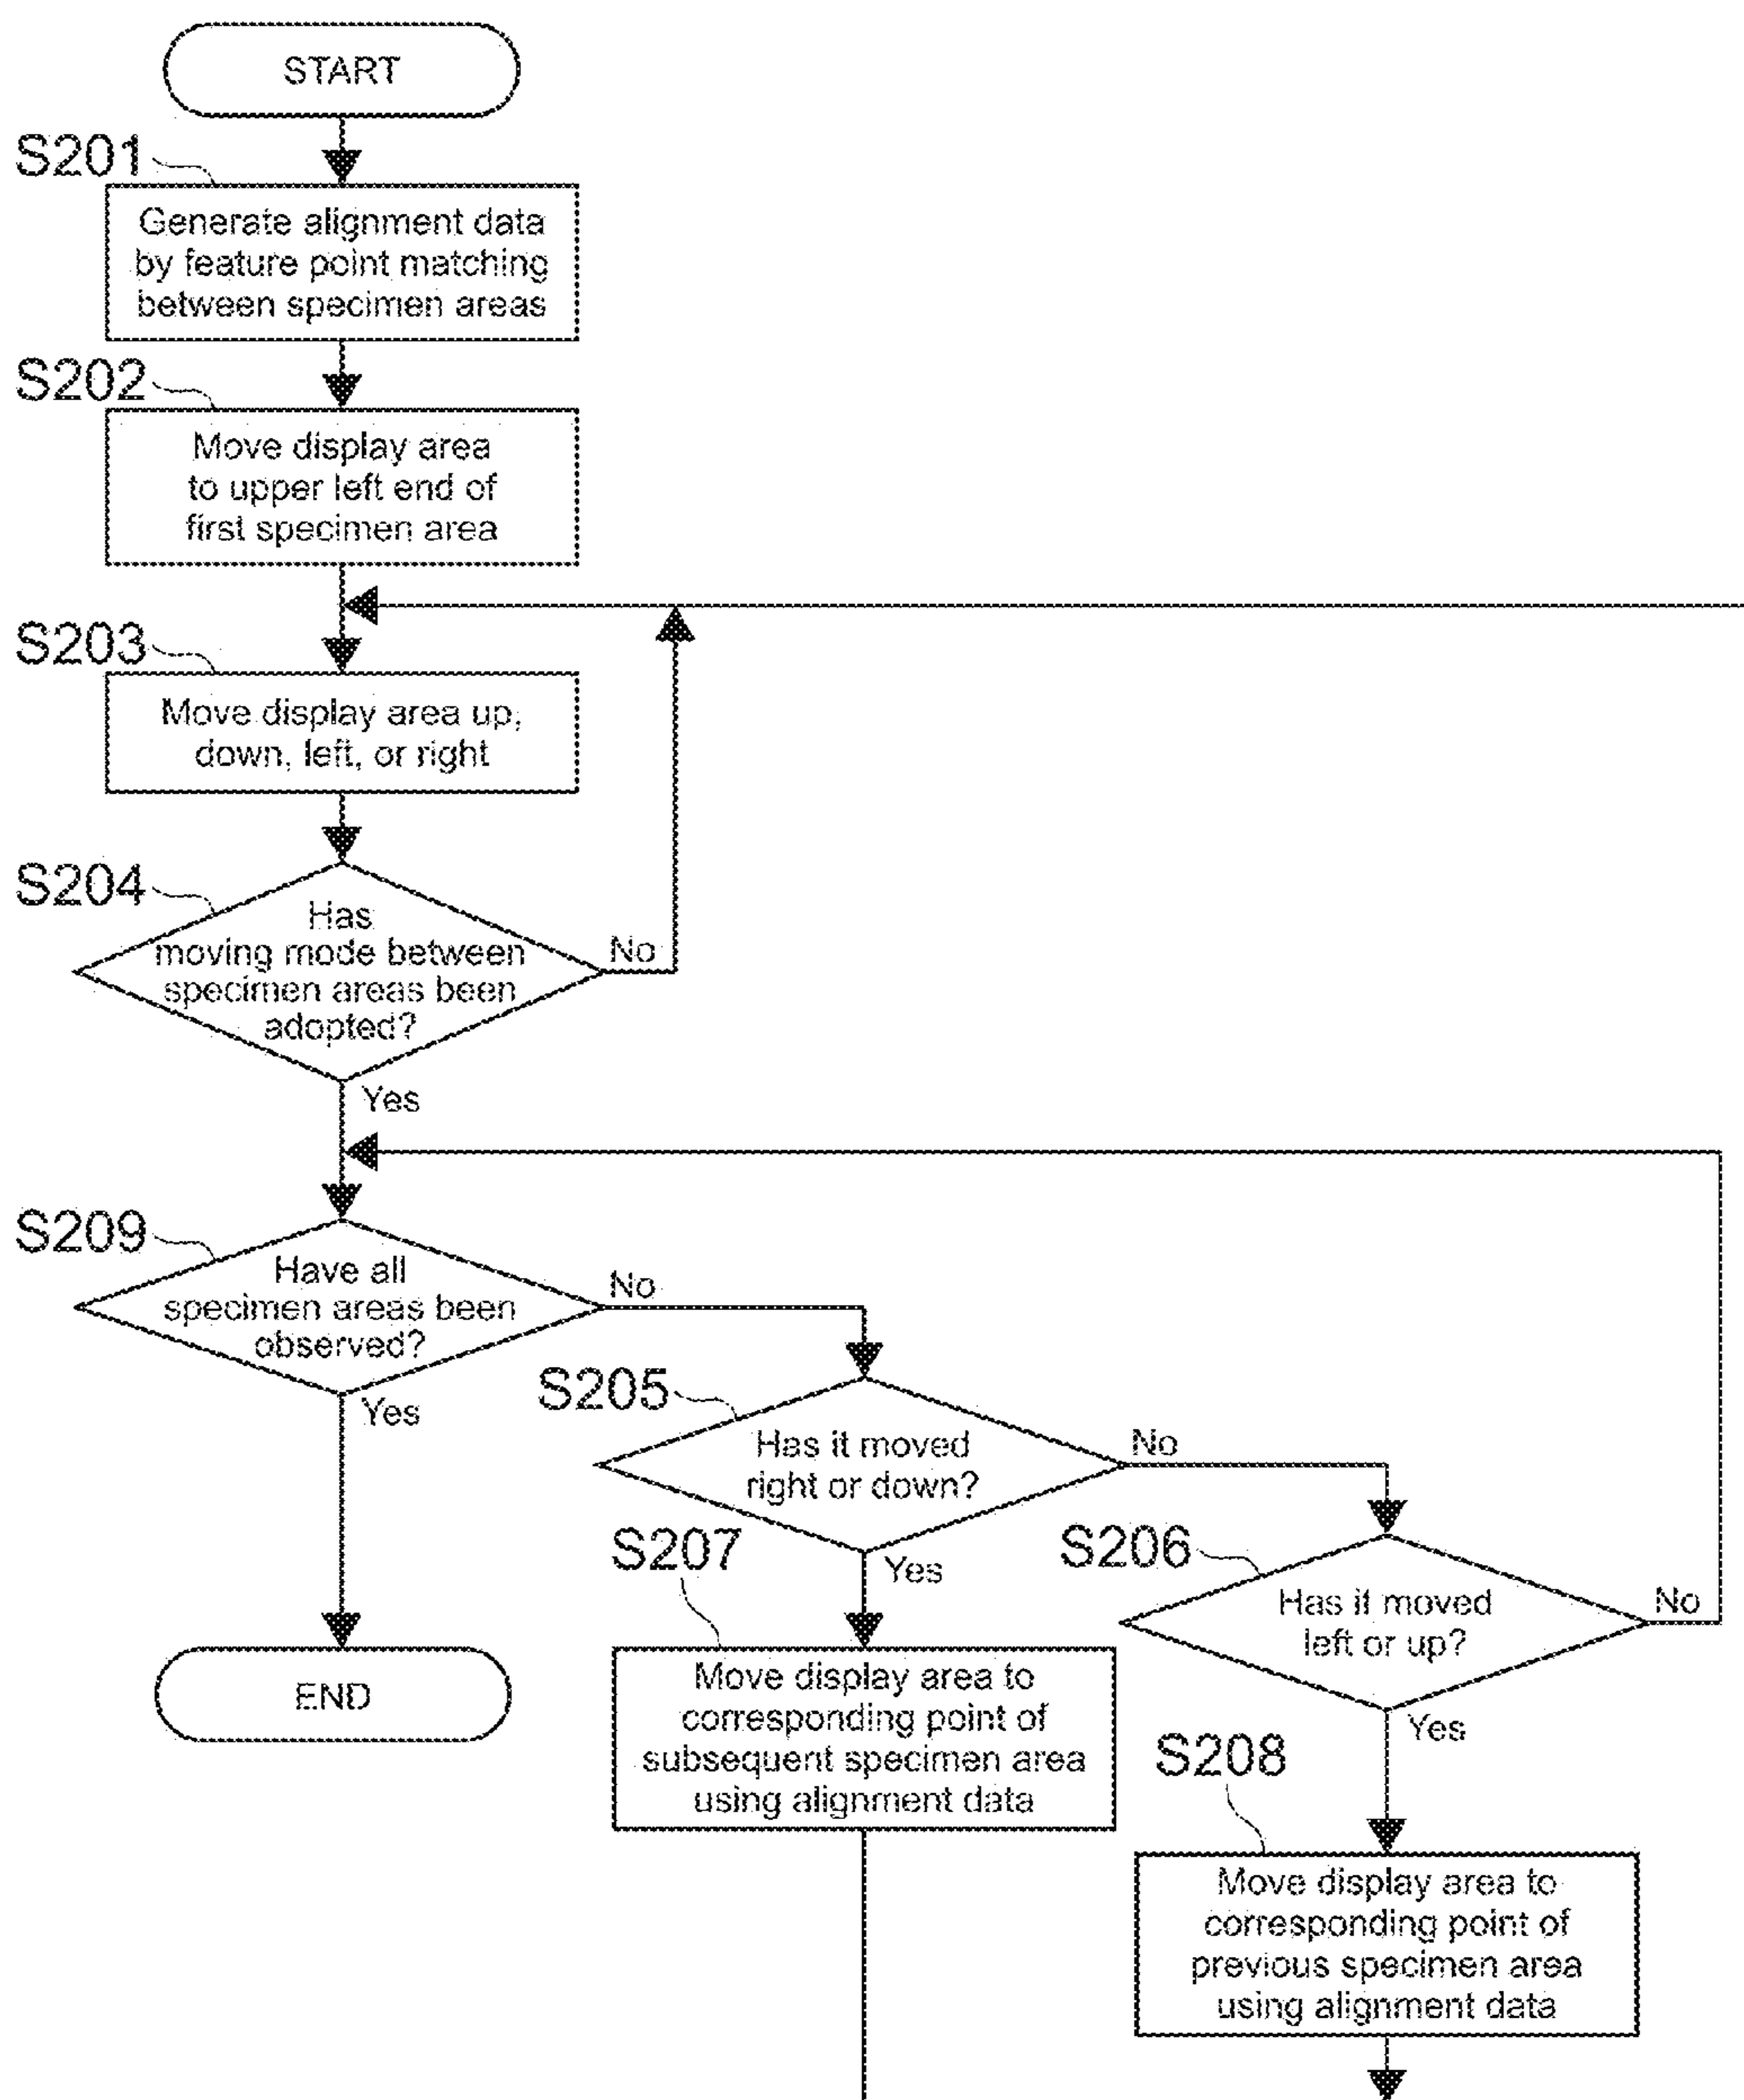 START
S201
Generate alignment data
by feature point matching
between specimen areas
S202
Move display area
to upper left end of
first specimen area
S203
Move display area up,
down, left, or right
S204
Has
moving mode between
specimen areas been
adopted?
No
Yes
S209
Have all
specimen areas been
observed?
No
Yes
S205
Has it moved
right or down?
No
Yes
S206
Has it moved
left or up?
No
Yes
END
S207
Move display area to
corresponding point of
subsequent specimen area
using alignment data
S208
Move display area to
corresponding point of
previous specimen area
using alignment data